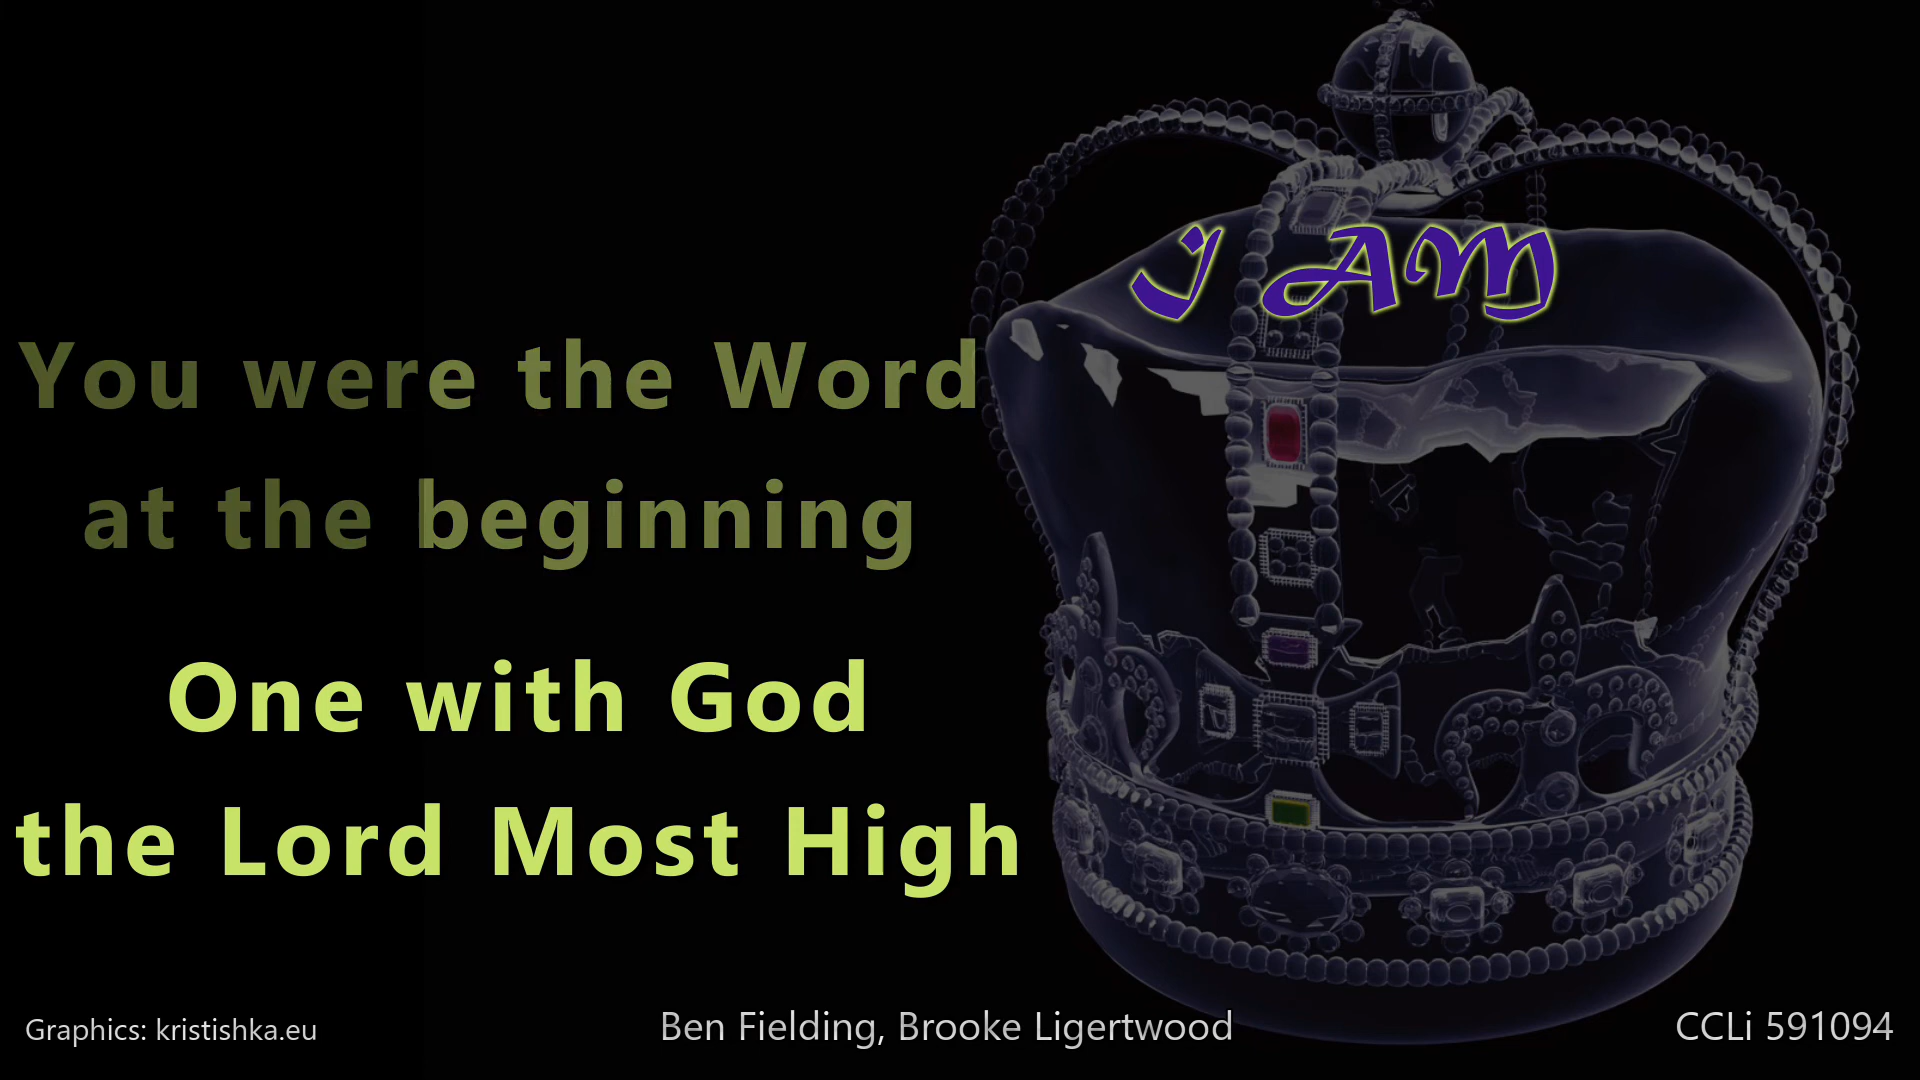 I AM
You were the Word
at the beginning
One with God
the Lord Most High
Graphics: kristishka.eu
Ben Fielding, Brooke Ligertwood
CCLi 591094